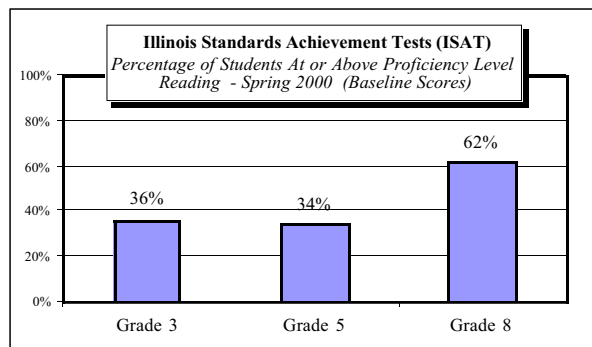 Illinois Standards Achievement Tests (ISAT)
Percentage of Students At or Above Proficiency Level
Reading - Spring 2000 (Baseline Scores)
100%
80%
60%
40%
20%
0%
36%
34%
62%
Grade 3
Grade 5
Grade 8